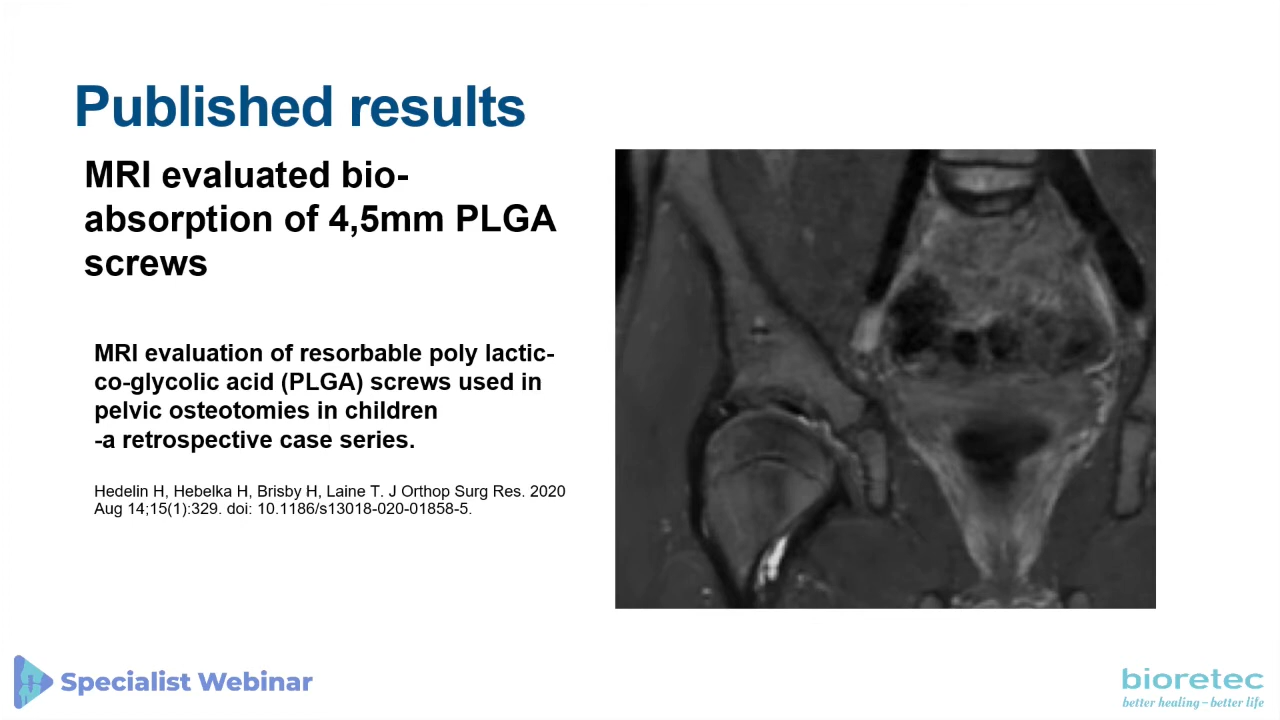 Published results
MRI evaluated bio-
absorption of 4,5mm PLGA
screws
MRI evaluation of resorbable poly lactic-
co-glycolic acid (PLGA) screws used in
pelvic osteotomies in children
-a retrospective case series.
Hedelin H, Hebelka H, Brisby H, Laine T. J Orthop Surg Res. 2020
Aug 14;15(1):329. doi: 10.1186/s13018-020-01858-5.
Specialist Webinar
bioretec
better healing – better life